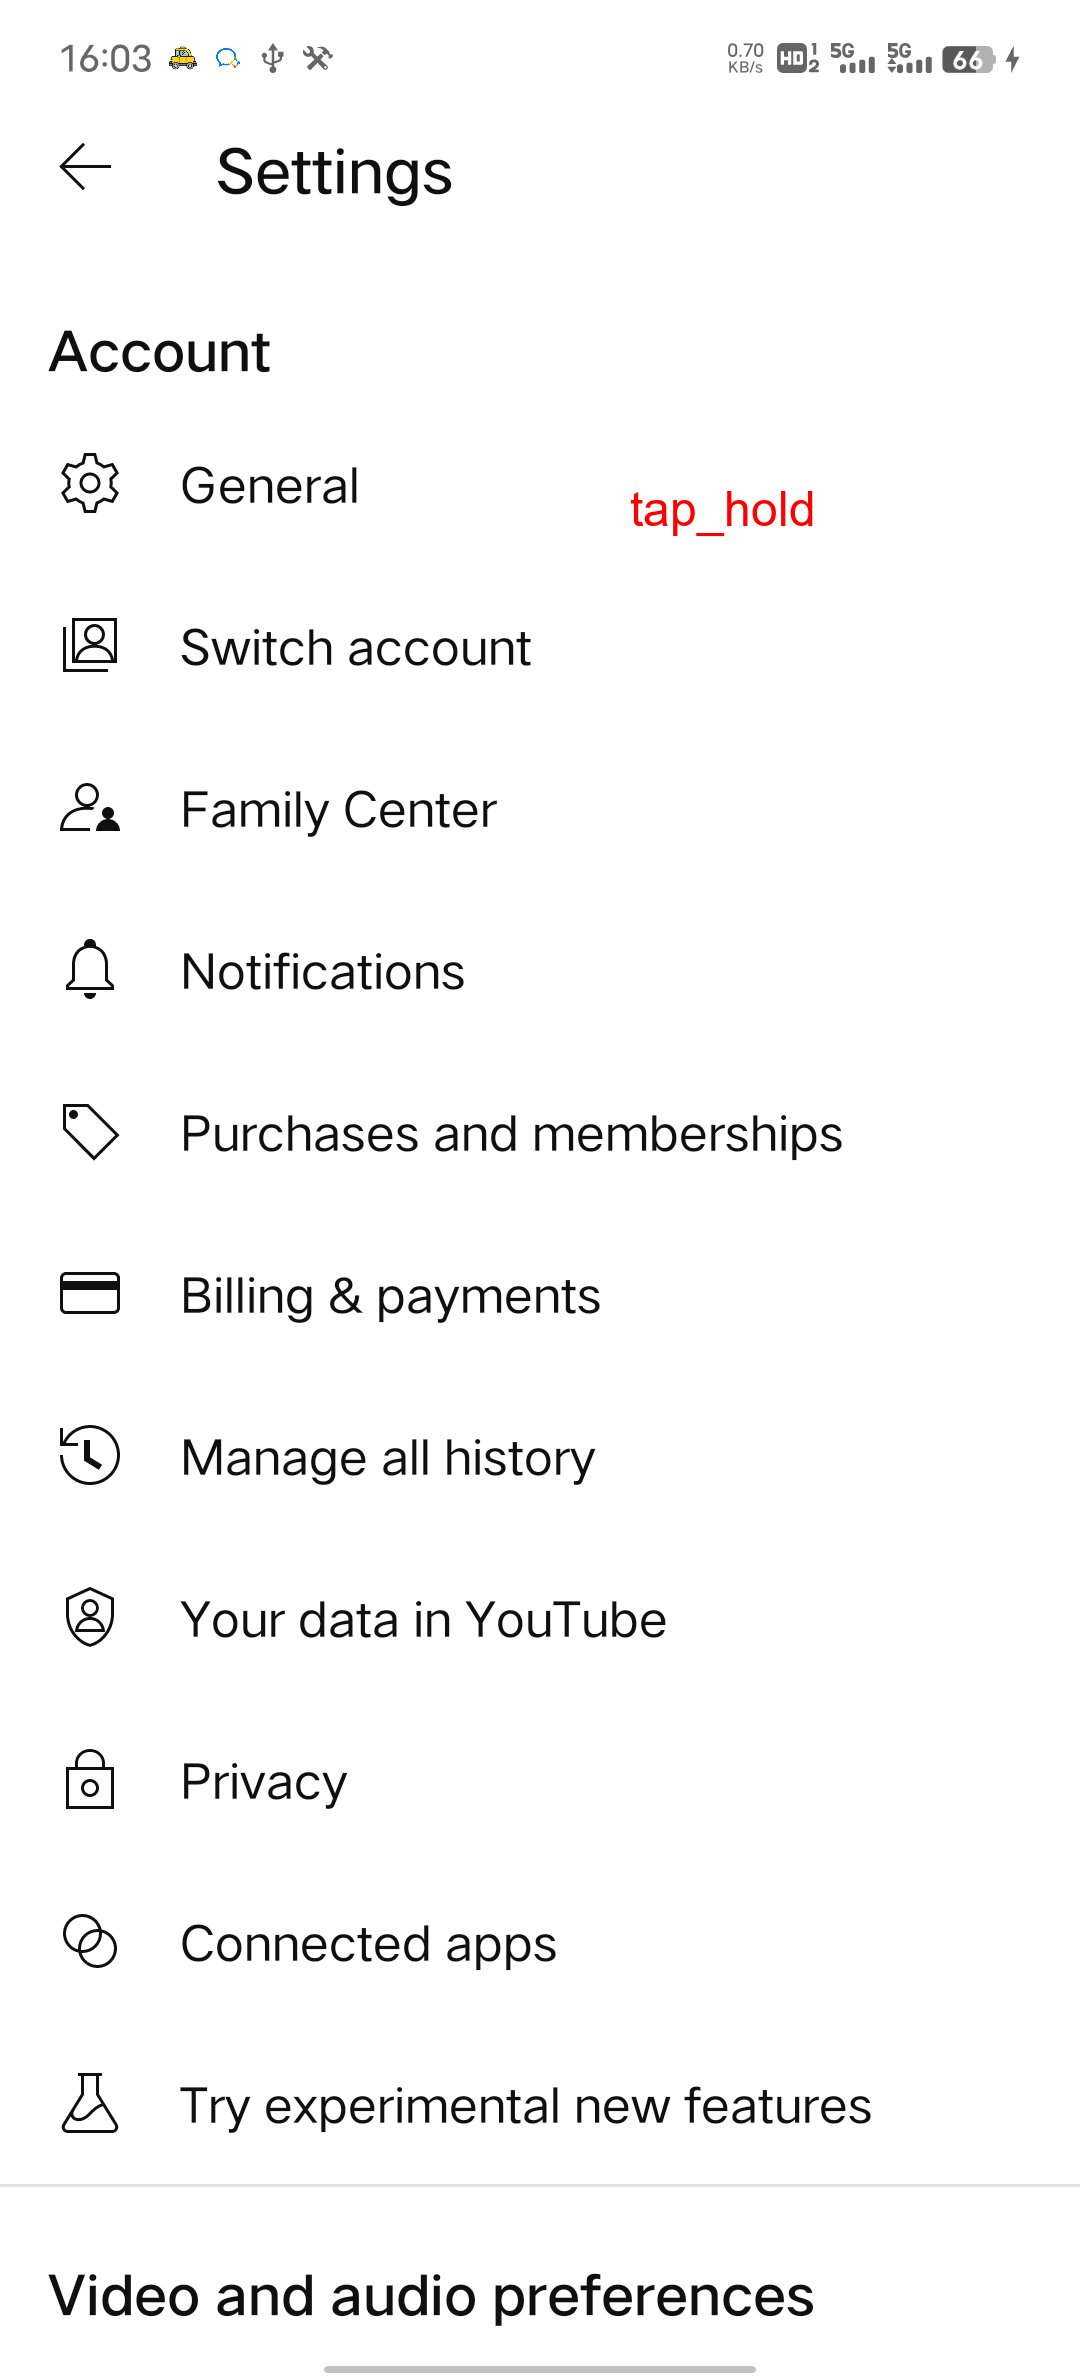 16:03
0.70 KB/s HD 1 2 5G 5G 66
Settings
Account
General
tap_hold
Switch account
Family Center
Notifications
Purchases and memberships
Billing & payments
Manage all history
Your data in YouTube
Privacy
Connected apps
Try experimental new features
Video and audio preferences